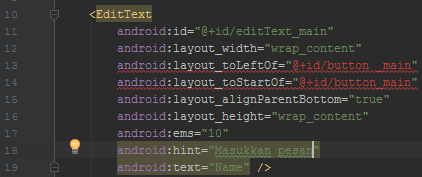 10 <EditText
11 android:id="@+id/editText_main"
12 android:layout_width="wrap_content"
13 android:layout_toLeftOf="@+id/button_main"
14 android:layout_toStartOf="@+id/button_main"
15 android:layout_alignParentBottom="true"
16 android:layout_height="wrap_content"
17 android:ems="10"
18 android:hint="Masukkan pesan"
19 android:text="Name" />